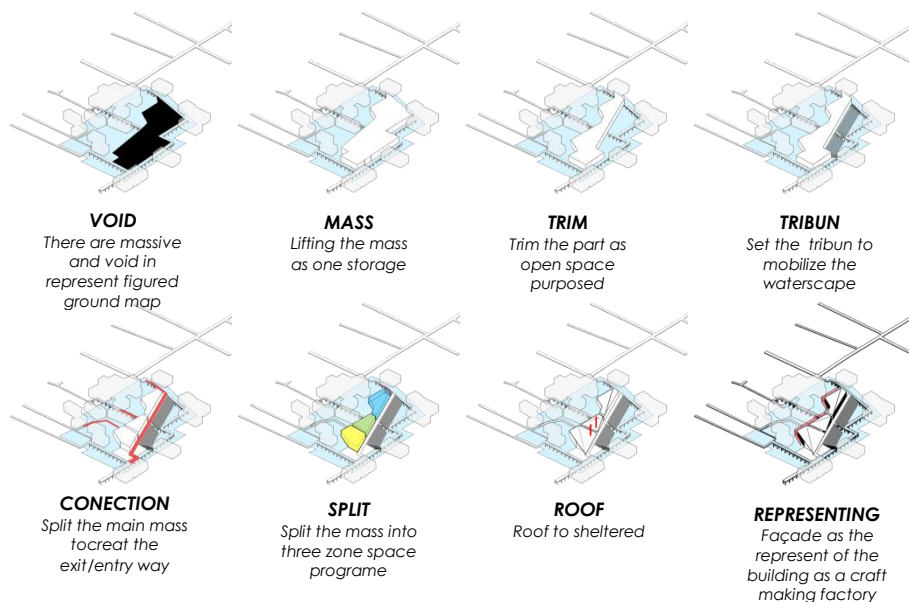 VOID
There are massive
and void in
represent figured
ground map
MASS
Lifting the mass
as one storage
TRIM
Trim the part as
open space
purposed
TRIBUN
Set the tribun to
mobilize the
waterscape
CONECTION
Split the main mass
tocreat the
exit/entry way
SPLIT
Split the mass into
three zone space
programe
ROOF
Roof to sheltered
REPRESENTING
Façade as the
represent of the
building as a craft
making factory